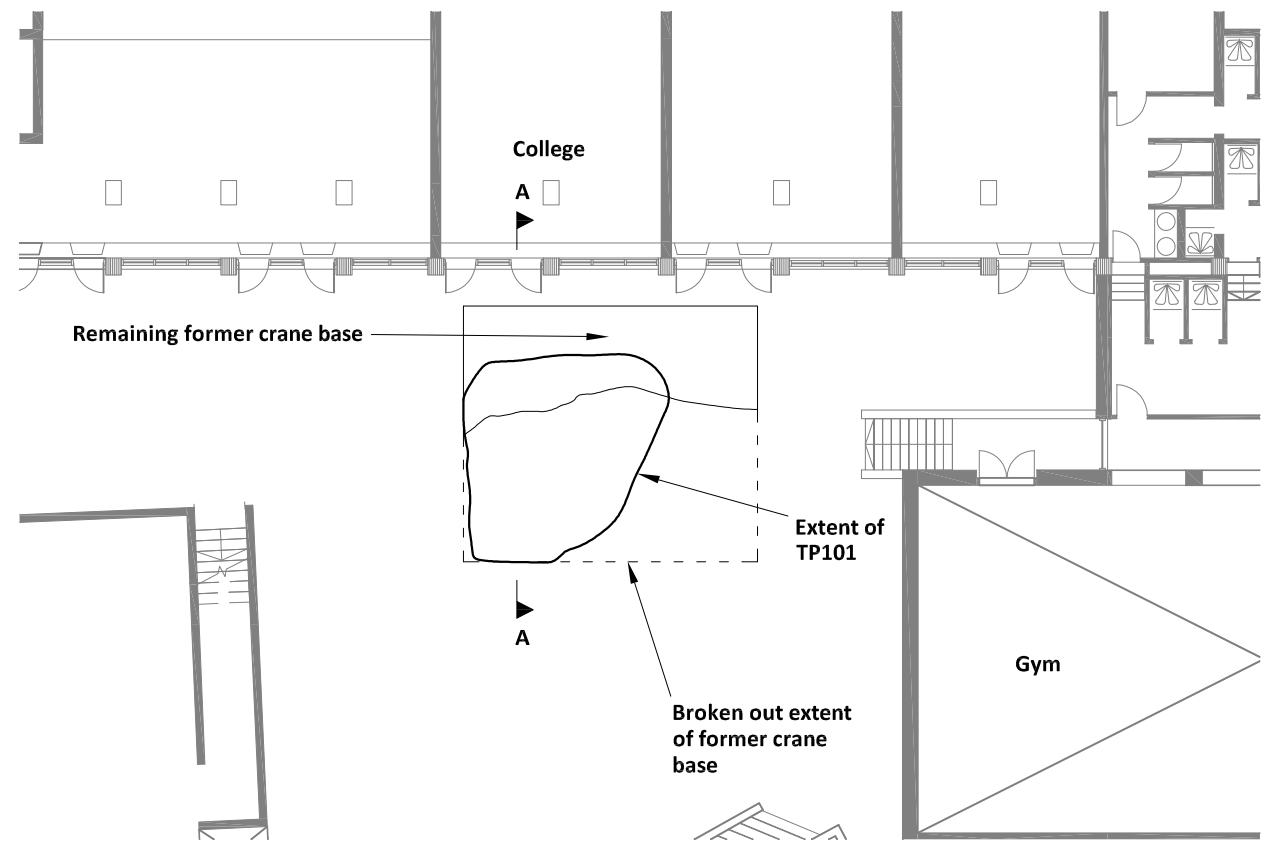 College
A
Remaining former crane base
Extent of
TP101
A
Gym
Broken out extent
of former crane
base